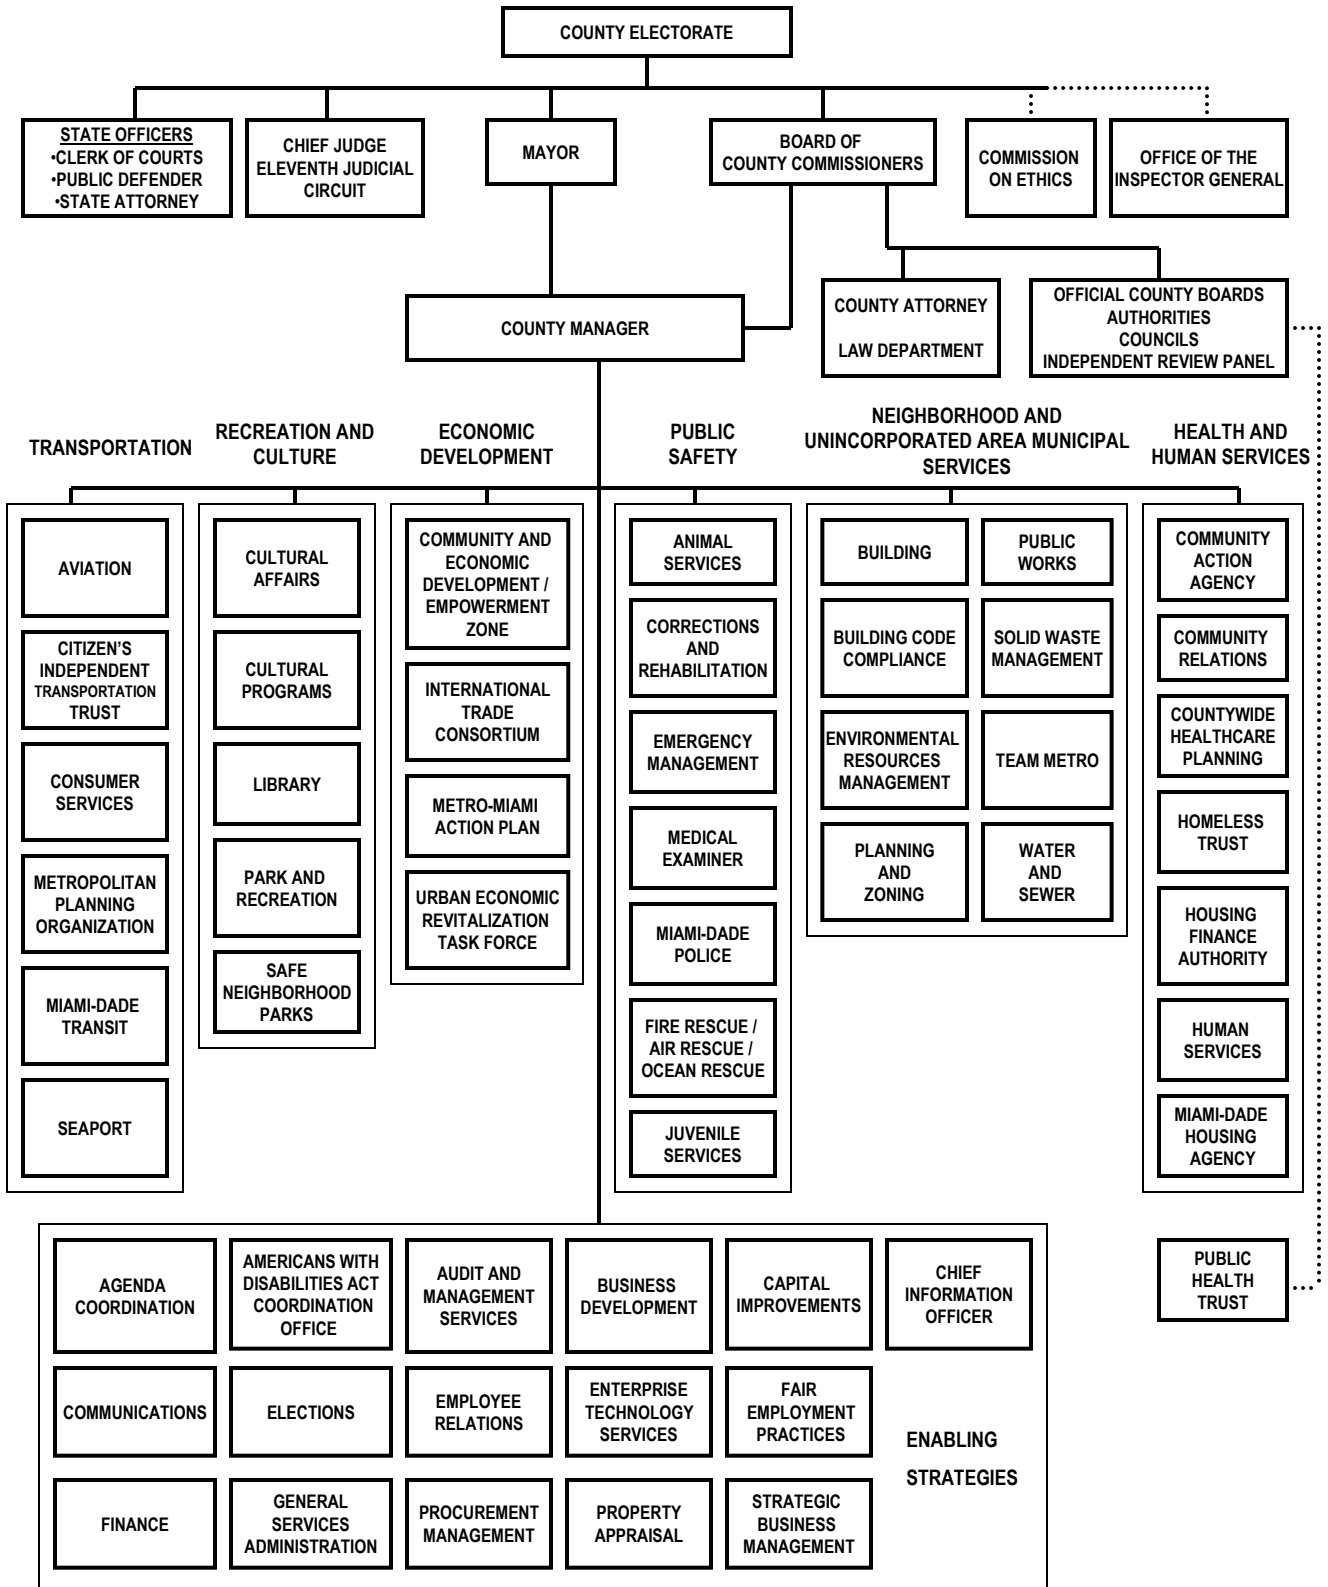 COUNTY ELECTORATE
STATE OFFICERS
•CLERK OF COURTS
•PUBLIC DEFENDER
•STATE ATTORNEY
CHIEF JUDGE
ELEVENTH JUDICIAL
CIRCUIT
MAYOR
BOARD OF
COUNTY COMMISSIONERS
COMMISSION
ON ETHICS
OFFICE OF THE
INSPECTOR GENERAL
COUNTY MANAGER
COUNTY ATTORNEY
LAW DEPARTMENT
OFFICIAL COUNTY BOARDS
AUTHORITIES
COUNCILS
INDEPENDENT REVIEW PANEL
TRANSPORTATION
RECREATION AND
CULTURE
ECONOMIC
DEVELOPMENT
PUBLIC
SAFETY
NEIGHBORHOOD AND
UNINCORPORATED AREA MUNICIPAL
SERVICES
HEALTH AND
HUMAN SERVICES
AVIATION
CITIZEN'S
INDEPENDENT
TRANSPORTATION
TRUST
CONSUMER
SERVICES
METROPOLITAN
PLANNING
ORGANIZATION
MIAMI-DADE
TRANSIT
SEAPORT
CULTURAL
AFFAIRS
CULTURAL
PROGRAMS
LIBRARY
PARK AND
RECREATION
SAFE
NEIGHBORHOOD
PARKS
COMMUNITY AND
ECONOMIC
DEVELOPMENT /
EMPOWERMENT
ZONE
INTERNATIONAL
TRADE
CONSORTIUM
METRO-MIAMI
ACTION PLAN
URBAN ECONOMIC
REVITALIZATION
TASK FORCE
ANIMAL
SERVICES
CORRECTIONS
AND
REHABILITATION
EMERGENCY
MANAGEMENT
MEDICAL
EXAMINER
MIAMI-DADE
POLICE
FIRE RESCUE /
AIR RESCUE /
OCEAN RESCUE
JUVENILE
SERVICES
BUILDING
PUBLIC
WORKS
BUILDING CODE
COMPLIANCE
SOLID WASTE
MANAGEMENT
ENVIRONMENTAL
RESOURCES
MANAGEMENT
TEAM METRO
PLANNING
AND
ZONING
WATER
AND
SEWER
COMMUNITY
ACTION
AGENCY
COMMUNITY
RELATIONS
COUNTYWIDE
HEALTHCARE
PLANNING
HOMELESS
TRUST
HOUSING
FINANCE
AUTHORITY
HUMAN
SERVICES
MIAMI-DADE
HOUSING
AGENCY
PUBLIC
HEALTH
TRUST
AGENDA
COORDINATION
AMERICANS WITH
DISABILITIES ACT
COORDINATION
OFFICE
AUDIT AND
MANAGEMENT
SERVICES
BUSINESS
DEVELOPMENT
CAPITAL
IMPROVEMENTS
CHIEF
INFORMATION
OFFICER
COMMUNICATIONS
ELECTIONS
EMPLOYEE
RELATIONS
ENTERPRISE
TECHNOLOGY
SERVICES
FAIR
EMPLOYMENT
PRACTICES
ENABLING
STRATEGIES
FINANCE
GENERAL
SERVICES
ADMINISTRATION
PROCUREMENT
MANAGEMENT
PROPERTY
APPRAISAL
STRATEGIC
BUSINESS
MANAGEMENT